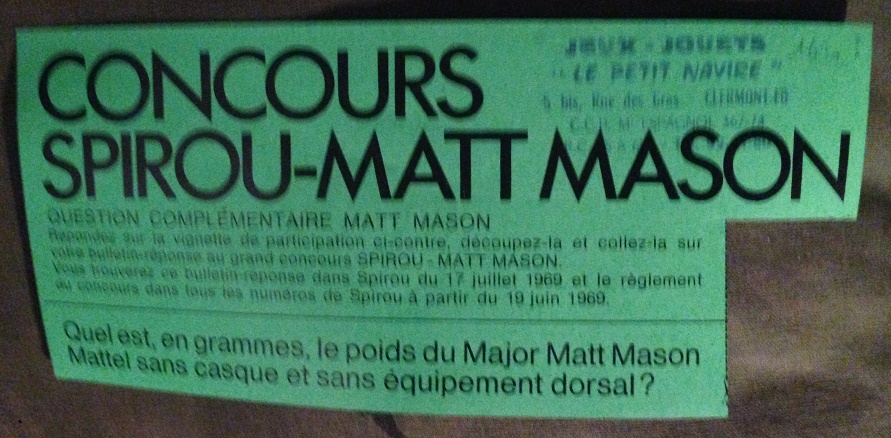 CONCOURS
SPIROU-MATT MASON
JEUX - JOUETS
"LE PETIT NAVIRE"
5 bis, Rue des Gras - CLERMONT-FD
QUESTION COMPLÉMENTAIRE MATT MASON
Répondez sur la vignette de participation ci-contre, découpez-la et collez-la sur
votre bulletin-réponse au grand concours SPIROU - MATT MASON.
Vous trouverez ce bulletin-réponse dans Spirou du 17 juillet 1969 et le règlement
du concours dans tous les numéros de Spirou à partir du 19 juin 1969.
Quel est, en grammes, le poids du Major Matt Mason
Mattel sans casque et sans équipement dorsal?